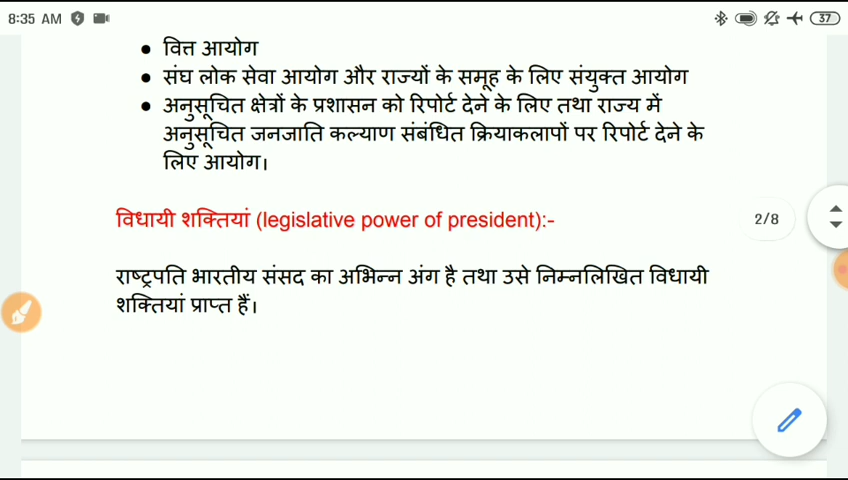 8:35 AM
37
● वित्त आयोग
● संघ लोक सेवा आयोग और राज्यों के समूह के लिए संयुक्त आयोग
● अनुसूचित क्षेत्रों के प्रशासन को रिपोर्ट देने के लिए तथा राज्य में
अनुसूचित जनजाति कल्याण संबंधित क्रियाकलापों पर रिपोर्ट देने के
लिए आयोग।
विधायी शक्तियां (legislative power of president):-
2/8
राष्ट्रपति भारतीय संसद का अभिन्न अंग है तथा उसे निम्नलिखित विधायी
शक्तियां प्राप्त हैं।